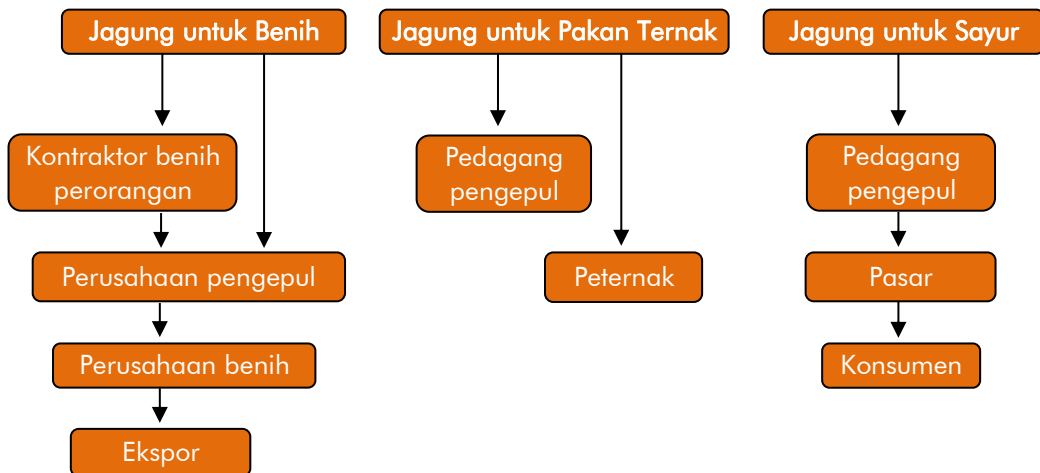 Jagung untuk Benih
Kontraktor benih
perorangan
Perusahaan pengepul
Perusahaan benih
Ekspor
Jagung untuk Pakan Ternak
Pedagang
pengepul
Peternak
Jagung untuk Sayur
Pedagang
pengepul
Pasar
Konsumen